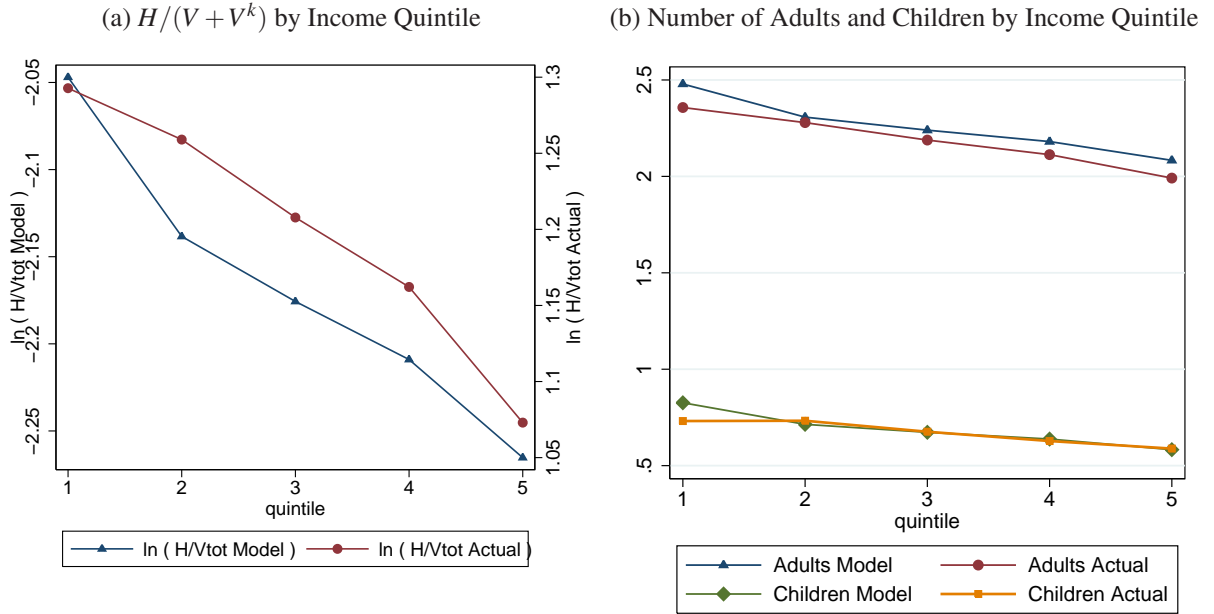 (a) H/(V + V^k) by Income Quintile
−2.05
−2.1
−2.15
−2.2
−2.25
ln ( H/Vtot Model )
1.3
1.25
1.2
1.15
1.1
1.05
ln ( H/Vtot Actual )
1 2 3 4 5
quintile
ln ( H/Vtot Model ) ln ( H/Vtot Actual )
(b) Number of Adults and Children by Income Quintile
2.5
2
1.5
1
.5
1 2 3 4 5
quintile
Adults Model Adults Actual
Children Model Children Actual